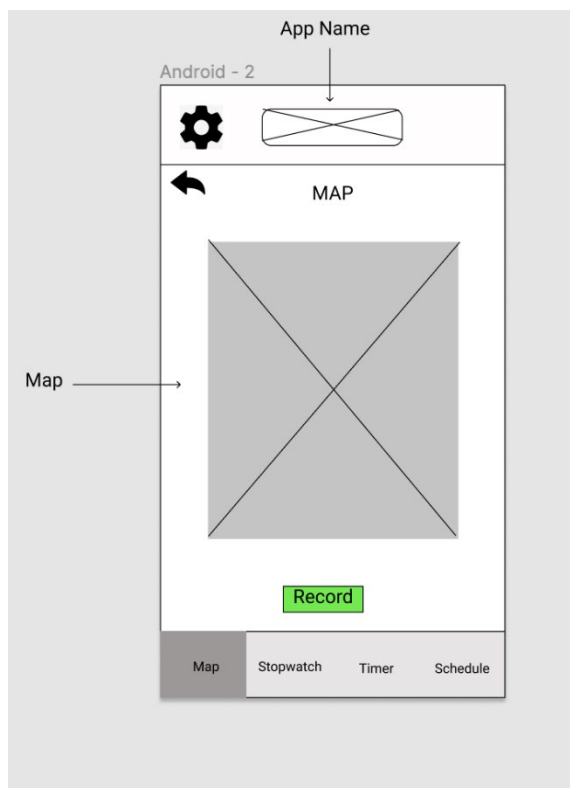 App Name
Android - 2
MAP
Map
Record
Map Stopwatch Timer Schedule